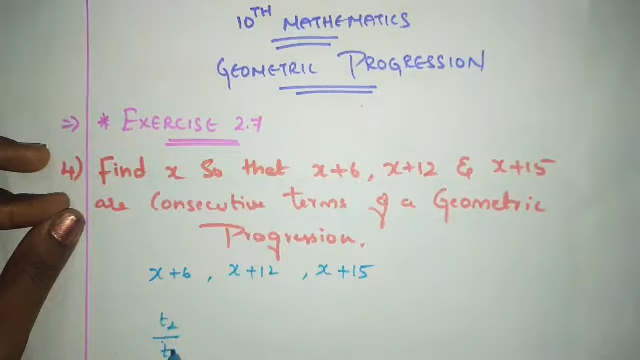 10TH MATHEMATICS
GEOMETRIC PROGRESSION
⇒ * EXERCISE 2.7
4) Find x So that x+6, x+12 & x+15
are Consecutive terms of a Geometric
Progression.
x+6 , x+12 , x+15
t2
t